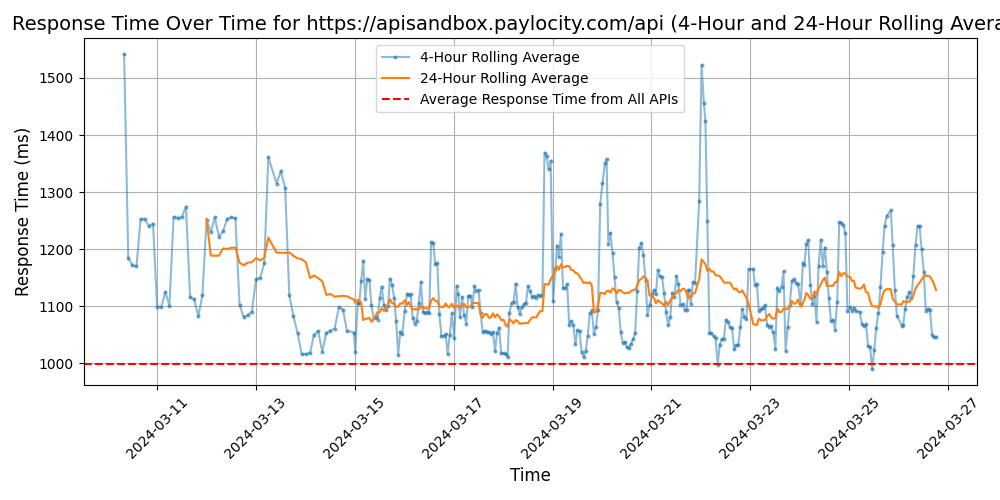 Response Time Over Time for https://apisandbox.paylocity.com/api (4-Hour and 24-Hour Rolling Avera
4-Hour Rolling Average
24-Hour Rolling Average
Average Response Time from All APIs
Response Time (ms)
1500
1400
1300
1200
1100
1000
2024-03-11
2024-03-13
2024-03-15
2024-03-17
2024-03-19
2024-03-21
2024-03-23
2024-03-25
2024-03-27
Time